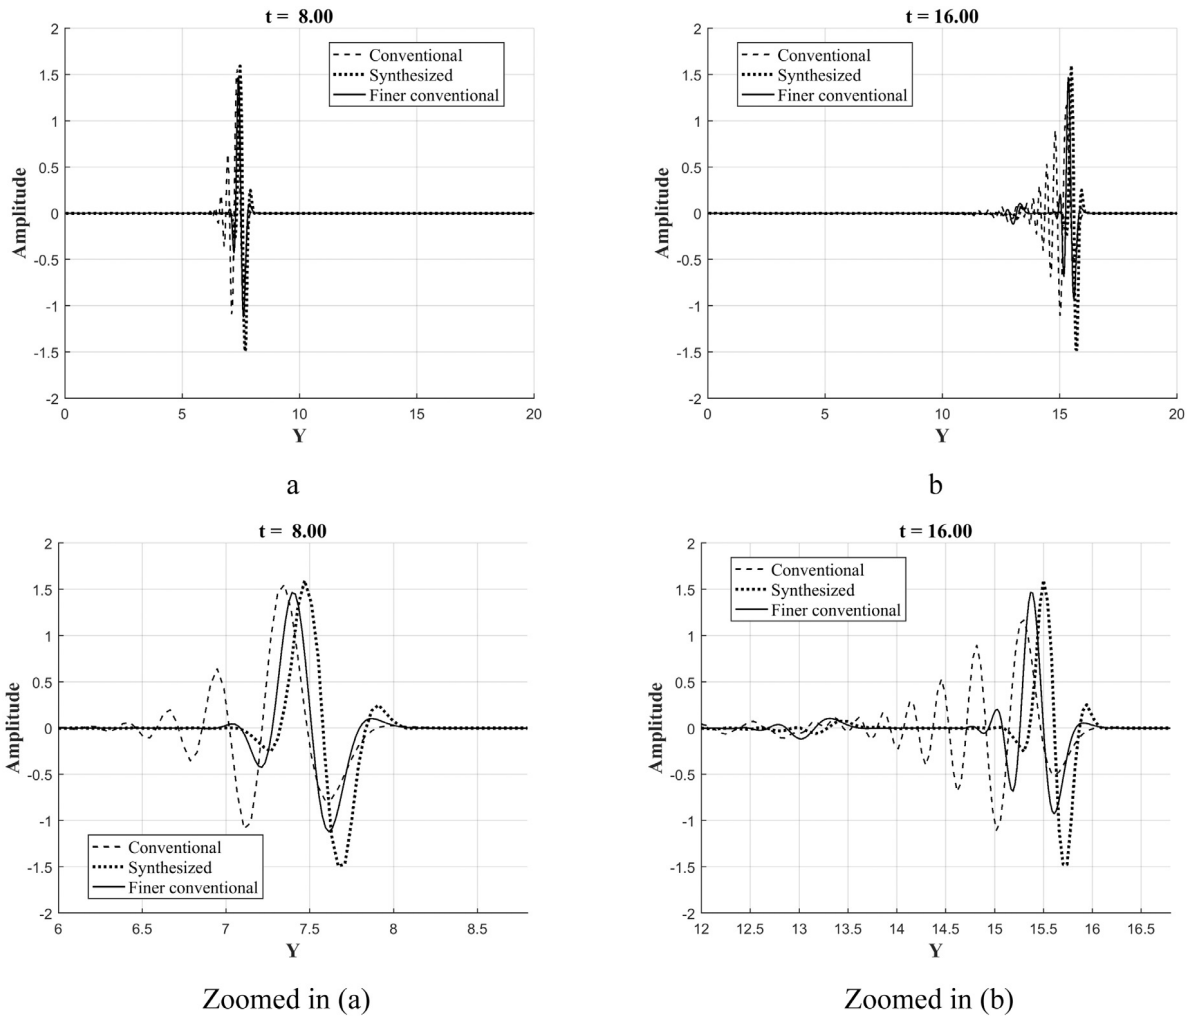 t = 8.00
2
1.5
1
0.5
0
-0.5
-1
-1.5
-2
Amplitude
Conventional
Synthesized
Finer conventional
0 5 10 15 20
Y
a
t = 16.00
2
1.5
1
0.5
0
-0.5
-1
-1.5
-2
Amplitude
Conventional
Synthesized
Finer conventional
0 5 10 15 20
Y
b
t = 8.00
2
1.5
1
0.5
0
-0.5
-1
-1.5
-2
Amplitude
Conventional
Synthesized
Finer conventional
6 6.5 7 7.5 8 8.5
Y
Zoomed in (a)
t = 16.00
2
1.5
1
0.5
0
-0.5
-1
-1.5
-2
Amplitude
Conventional
Synthesized
Finer conventional
12 12.5 13 13.5 14 14.5 15 15.5 16 16.5
Y
Zoomed in (b)